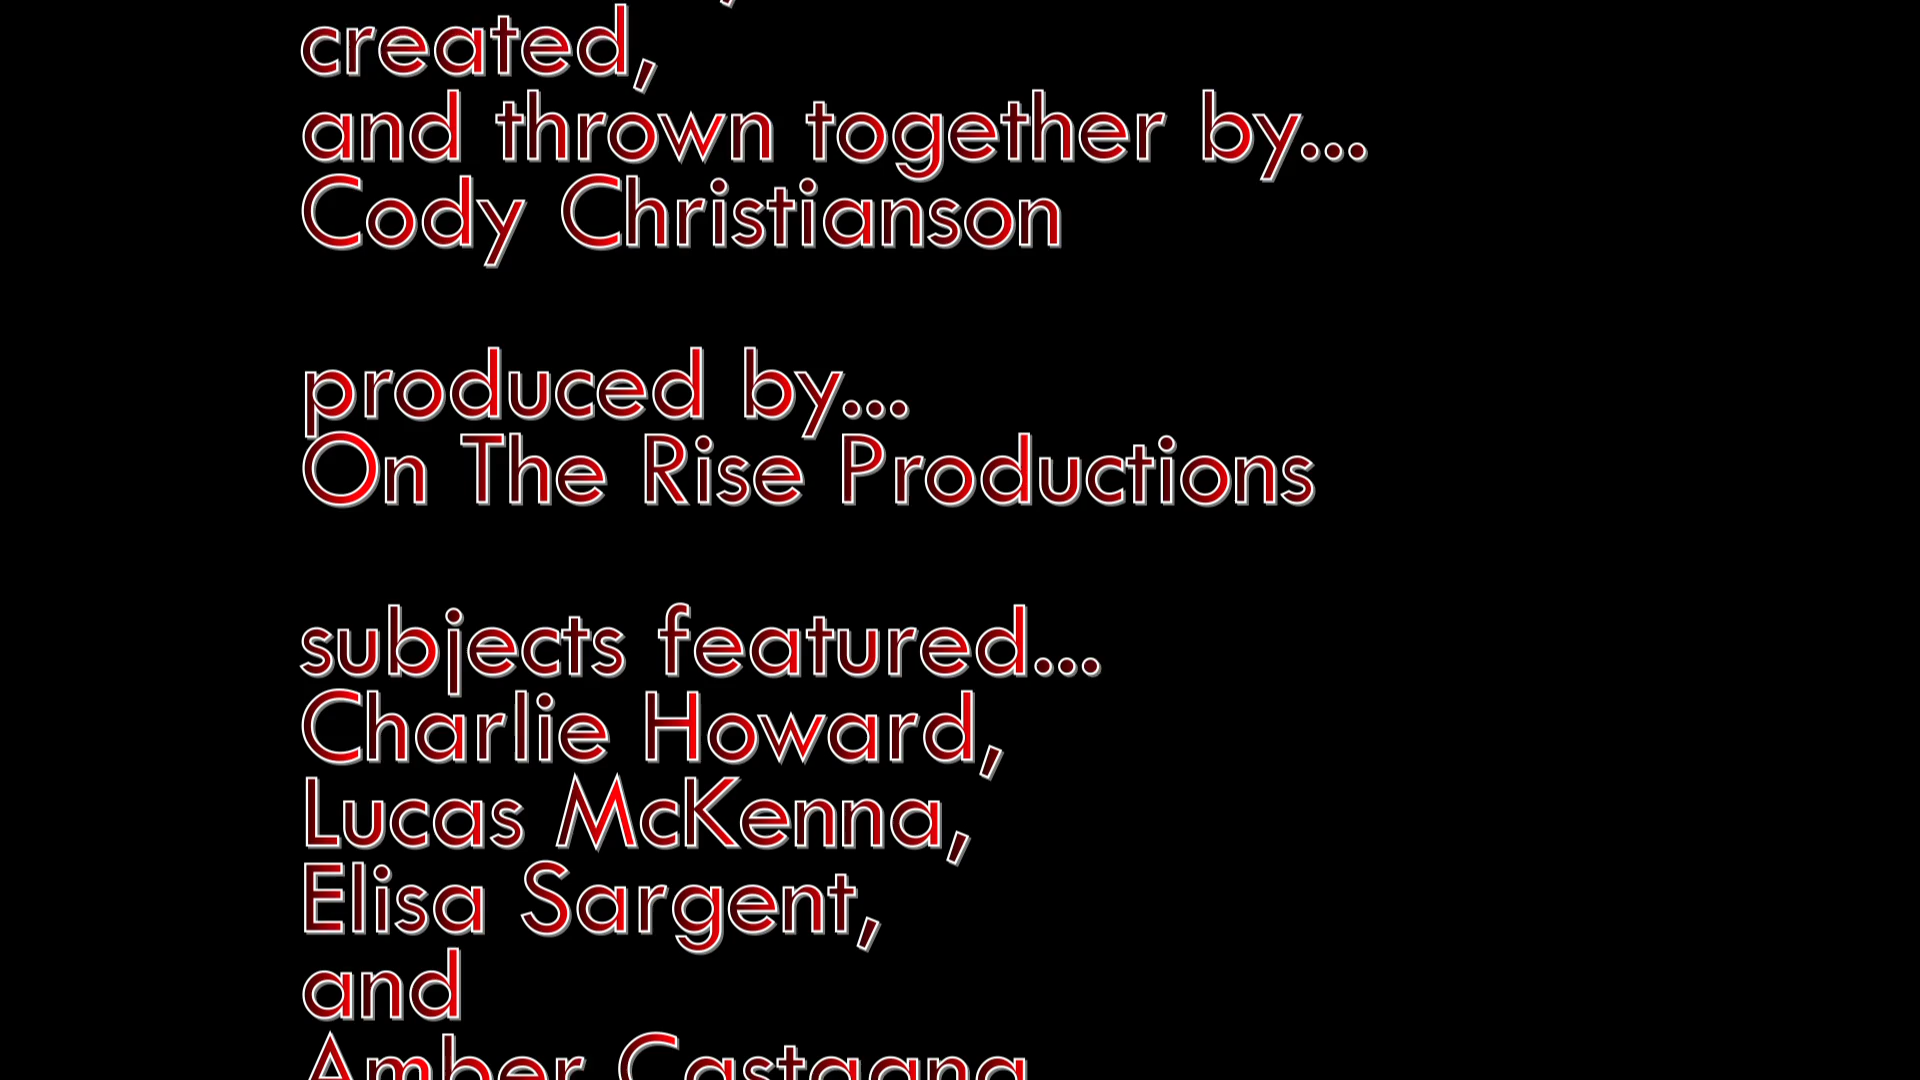 created,
and thrown together by...
Cody Christianson
produced by...
On The Rise Productions
subjects featured...
Charlie Howard,
Lucas McKenna,
Elisa Sargent,
and
Amber